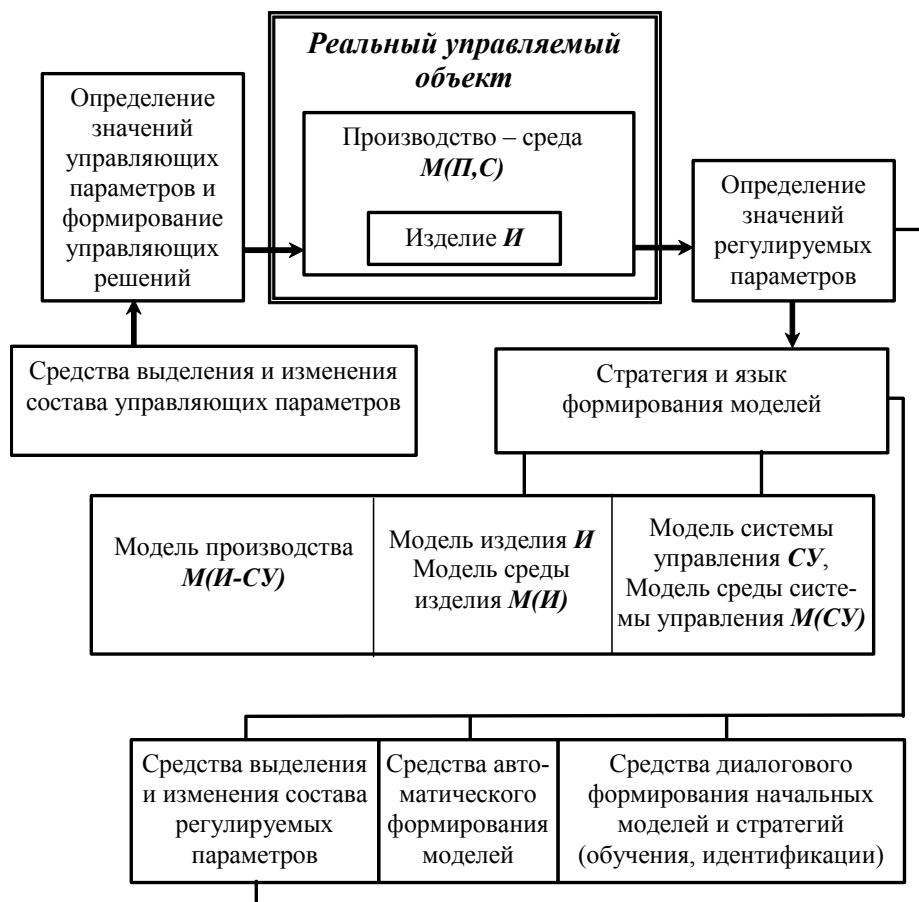 Реальный управляемый
объект
Определение
значений
управляющих
параметров и
формирование
управляющих
решений
Производство – среда
М(П,С)
Изделие И
Определение
значений
регулируемых
параметров
Средства выделения и изменения
состава управляющих параметров
Стратегия и язык
формирования моделей
Модель производства
М(И-СУ)
Модель изделия И
Модель среды
изделия М(И)
Модель системы
управления СУ,
Модель среды систе-
мы управления М(СУ)
Средства выделения
и изменения состава
регулируемых
параметров
Средства авто-
матического
формирования
моделей
Средства диалогового
формирования начальных
моделей и стратегий
(обучения, идентификации)